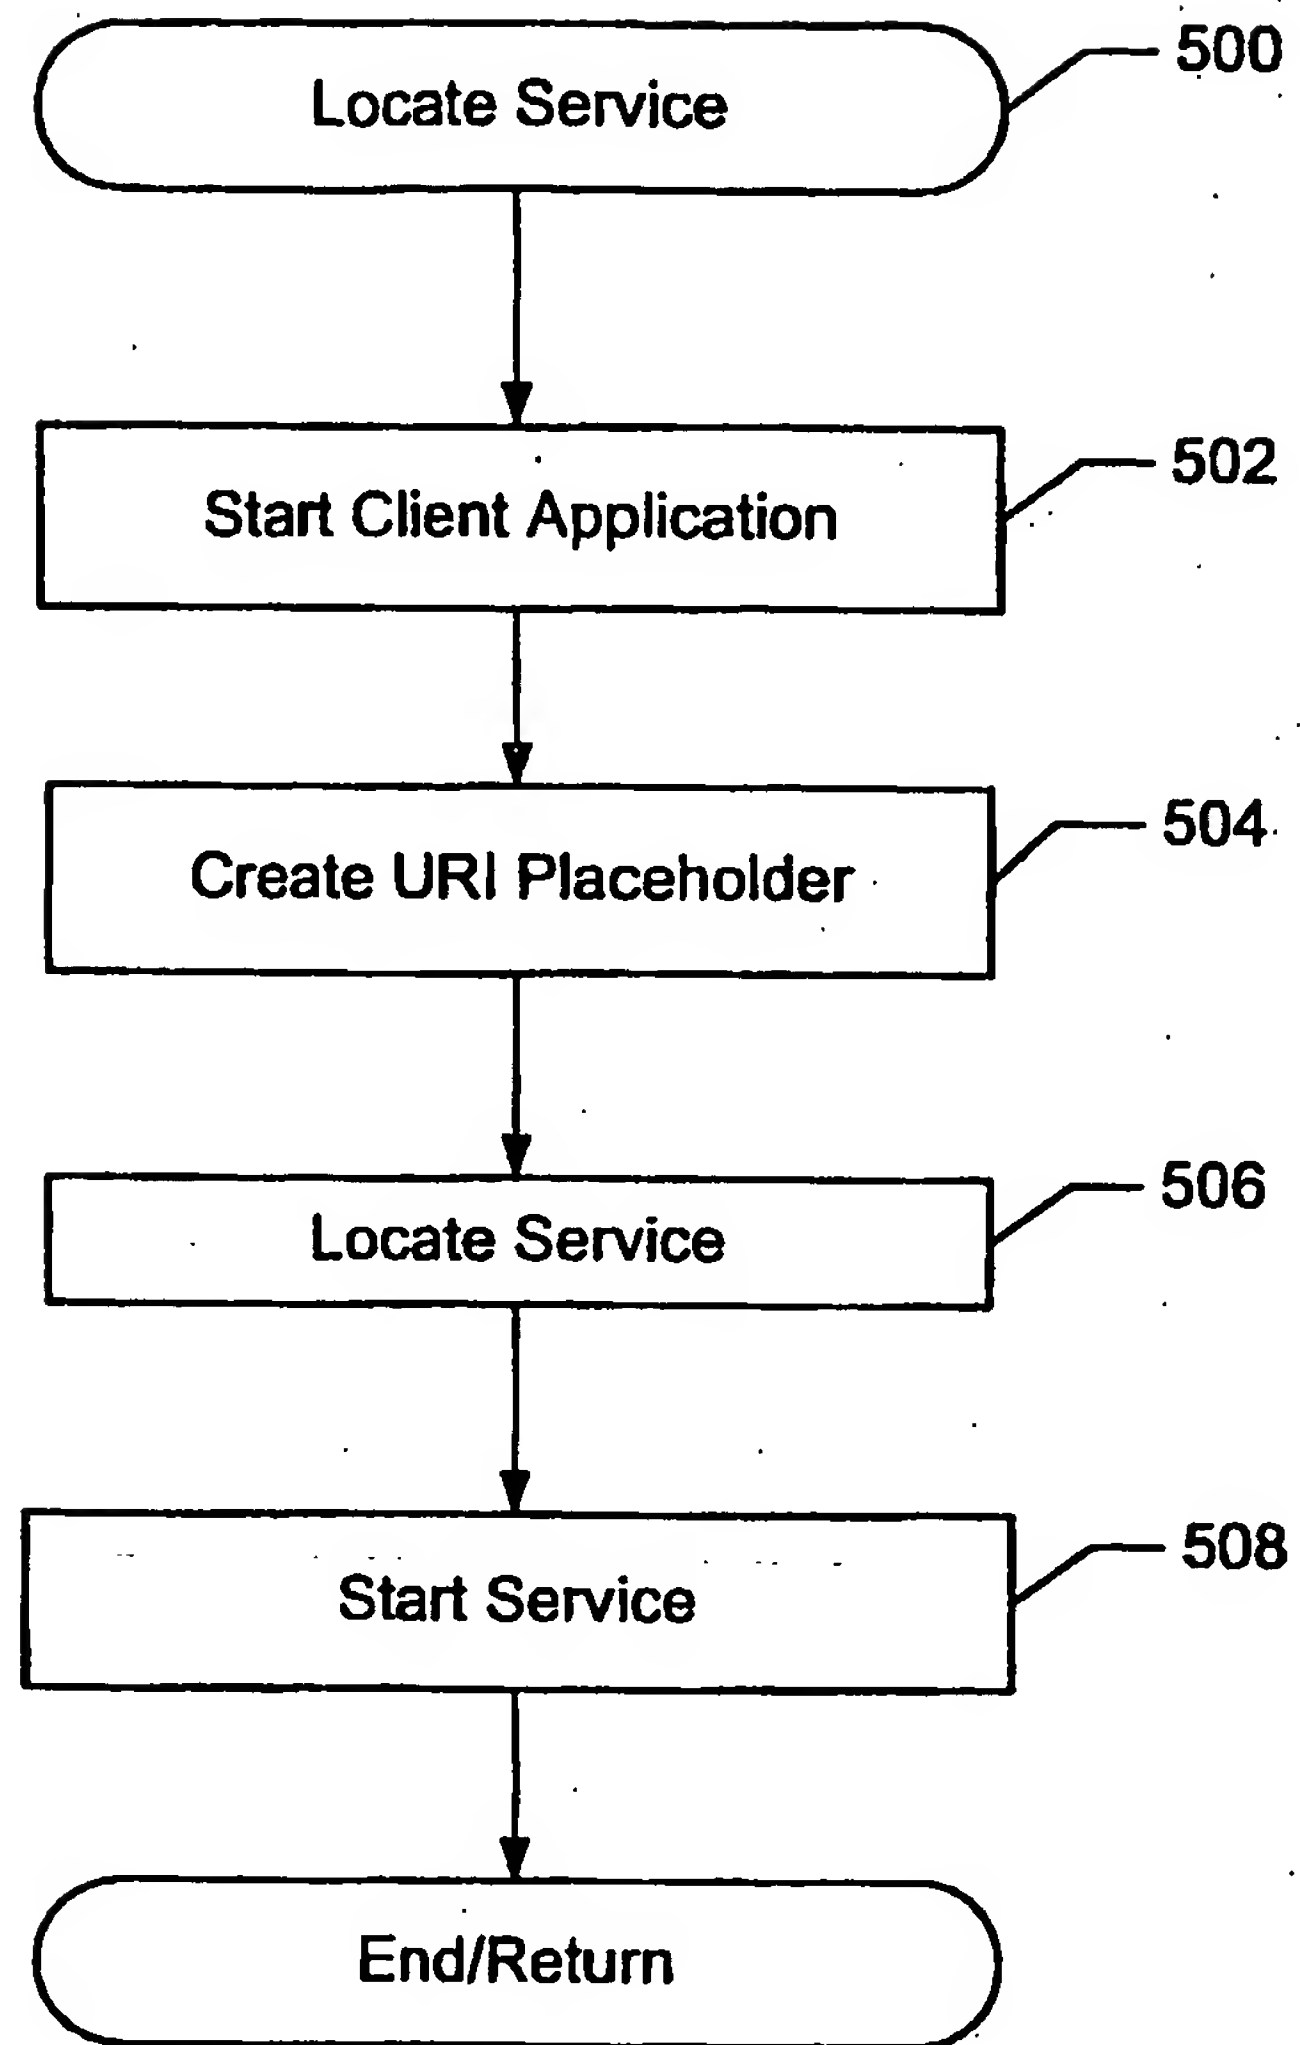 Locate Service
500
Start Client Application
502
Create URI Placeholder
504
Locate Service
506
Start Service
508
End/Return